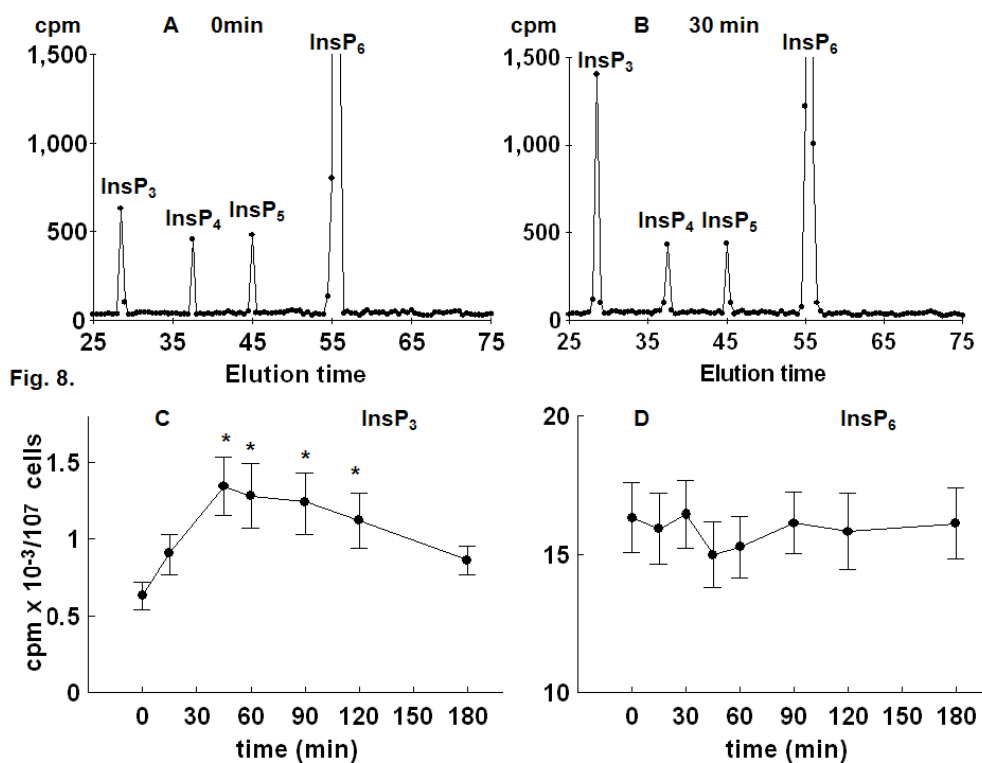 cpm A 0min InsP₆
1,500
1,000
500
0
InsP₃ InsP₄ InsP₅
25 35 45 55 65 75
Elution time
cpm B 30 min InsP₆
1,500
1,000
500
0
InsP₃
InsP₄ InsP₅
25 35 45 55 65 75
Elution time
Fig. 8.
C InsP₃
cpm x 10⁻³/10⁷ cells
1.5
1
0.5
0
* * * *
0 30 60 90 120 150 180
time (min)
D InsP₆
20
15
10
0 30 60 90 120 150 180
time (min)